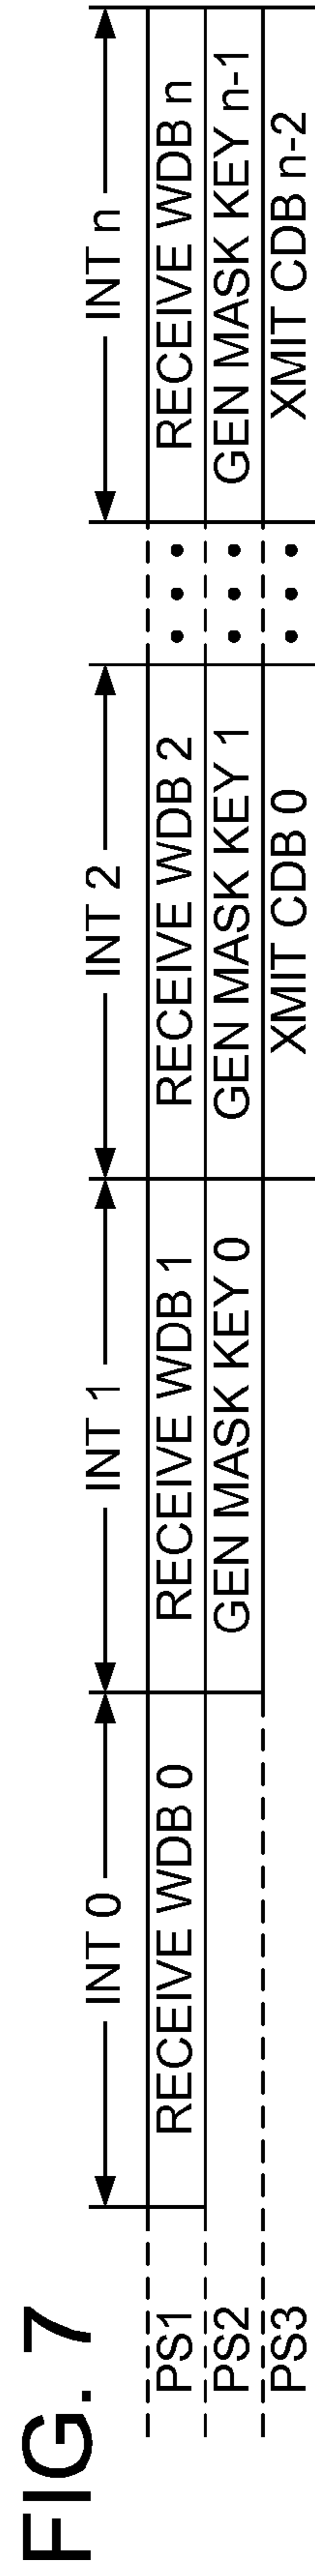 FIG. 7
INT 0 INT 1 INT 2 INT n
PS1 RECEIVE WDB 0 RECEIVE WDB 1 RECEIVE WDB 2 • • • RECEIVE WDB n
PS2 GEN MASK KEY 0 GEN MASK KEY 1 • • • GEN MASK KEY n-1
PS3 XMIT CDB 0 • • • XMIT CDB n-2